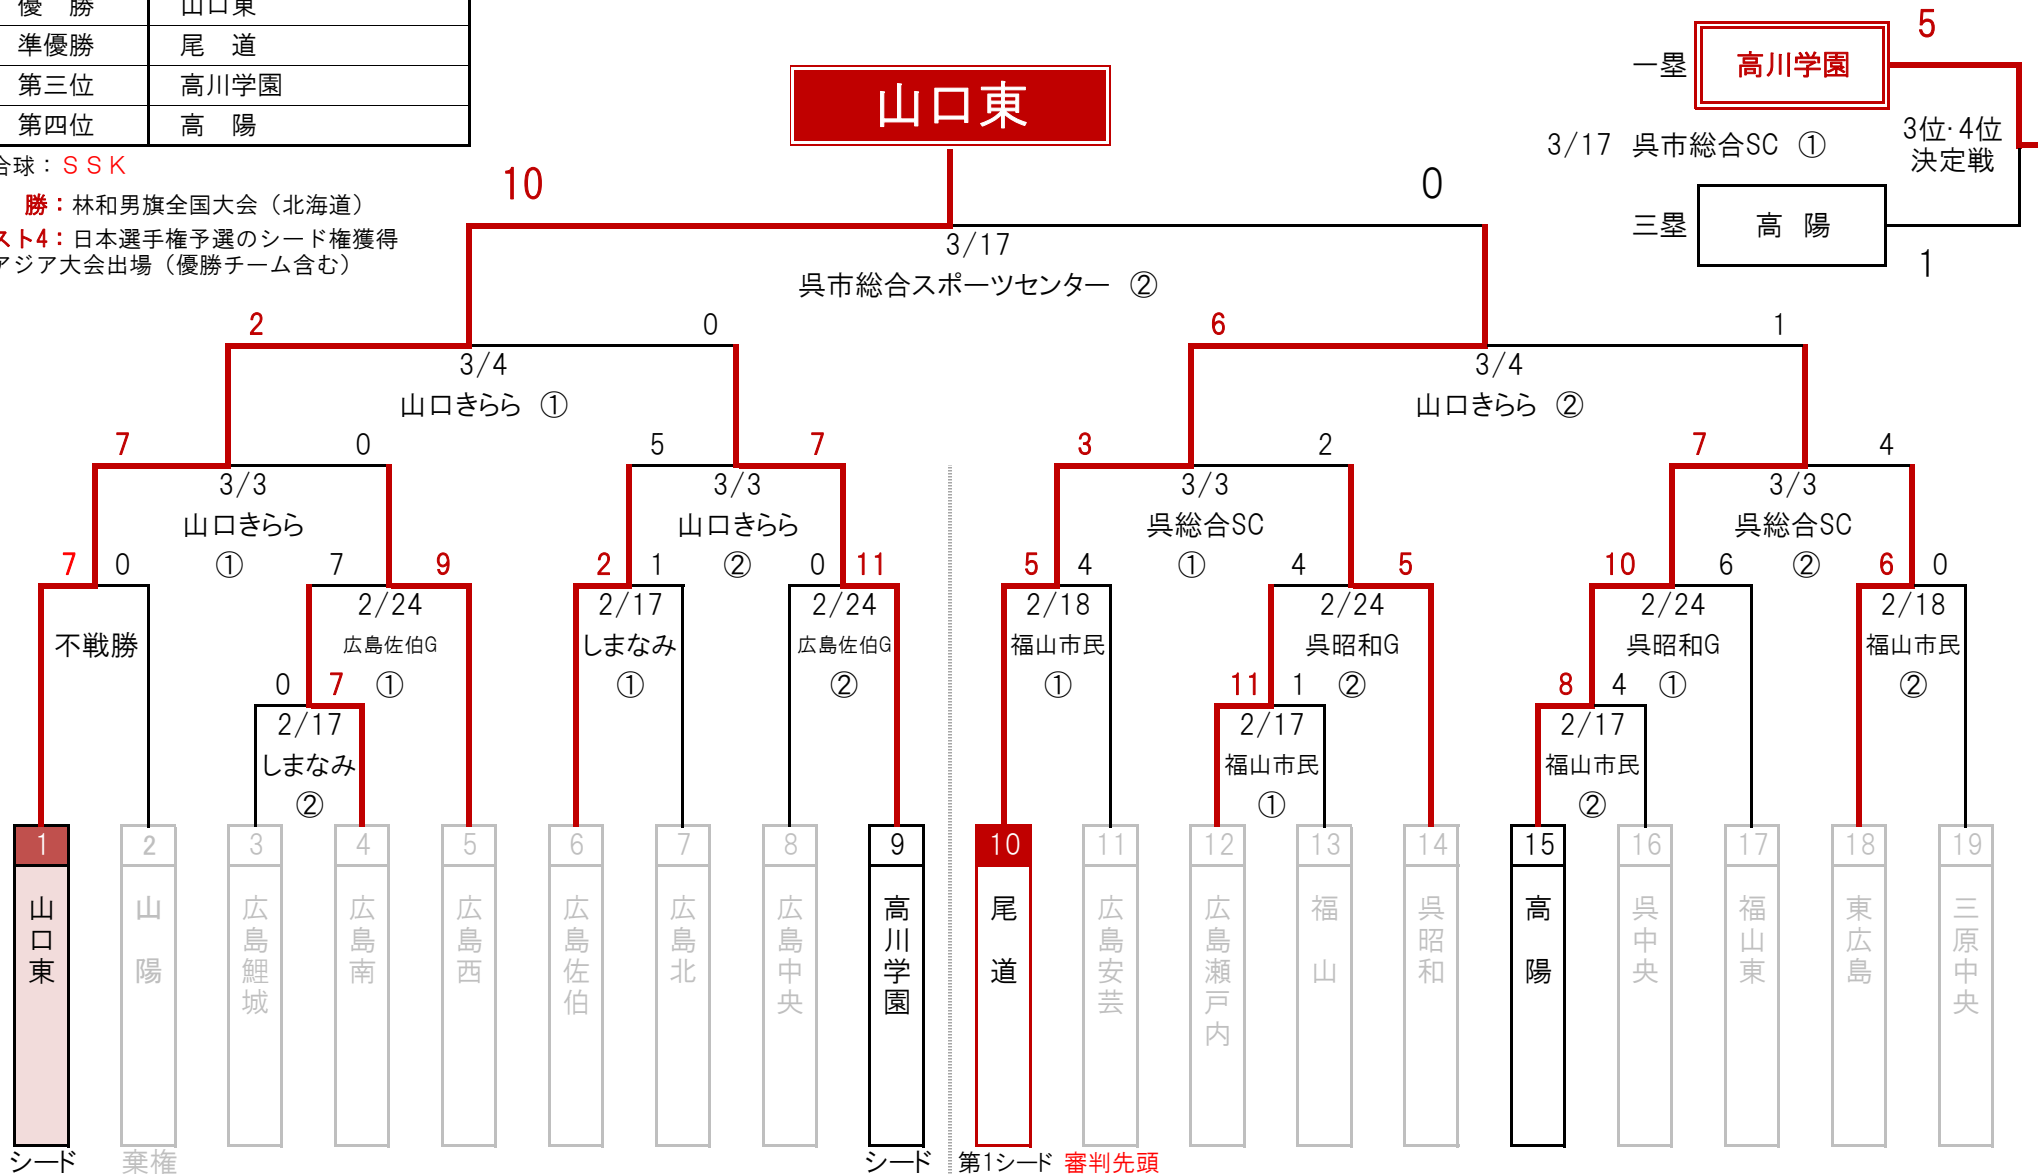 優　勝　山口東
準優勝　尾　道
第三位　高川学園
第四位　高　陽
合球：ＳＳＫ
勝：林和男旗全国大会（北海道）
スト4：日本選手権予選のシード権獲得
アジア大会出場（優勝チーム含む）
山口東
5
一塁　高川学園
3/17　呉市総合SC　①
3位・4位
決定戦
三塁　高　陽
1
10　0
3/17
呉市総合スポーツセンター　②
2　0　6　1
3/4　3/4
山口きらら　①　山口きらら　②
7　0　5　7　3　2　7　4
3/3　3/3　3/3　3/3
山口きらら　山口きらら　呉総合SC　呉総合SC
①　②　①　②
7　0　7　9　2　1　0　11　5　4　4　5　10　6　6　0
2/24　2/17　2/24　2/18　2/24　2/24　2/18
不戦勝　広島佐伯G　しまなみ　広島佐伯G　福山市民　呉昭和G　呉昭和G　福山市民
①　①　②　①　②　①　②
0　7　11　1　8　4
2/17　2/17　2/17
しまなみ　福山市民　福山市民
②　①　②
1　2　3　4　5　6　7　8　9　10　11　12　13　14　15　16　17　18　19
山口東
山　陽
広島鯉城
広島南
広島西
広島佐伯
広島北
広島中央
高川学園
尾　道
広島安芸
広島瀬戸内
福　山
呉昭和
高　陽
呉中央
福山東
東広島
三原中央
シード　棄権　シード　第1シード　審判先頭